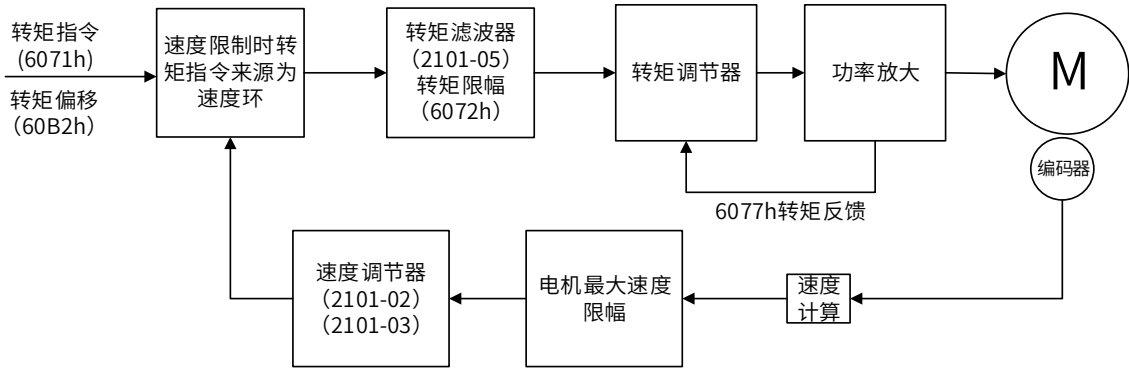 转矩指令
(6071h)
转矩偏移
（60B2h）
速度限制时转
矩指令来源为
速度环
转矩滤波器
（2101-05）
转矩限幅
（6072h）
转矩调节器
功率放大
M
编码器
6077h转矩反馈
速度调节器
（2101-02）
（2101-03）
电机最大速度
限幅
速度
计算